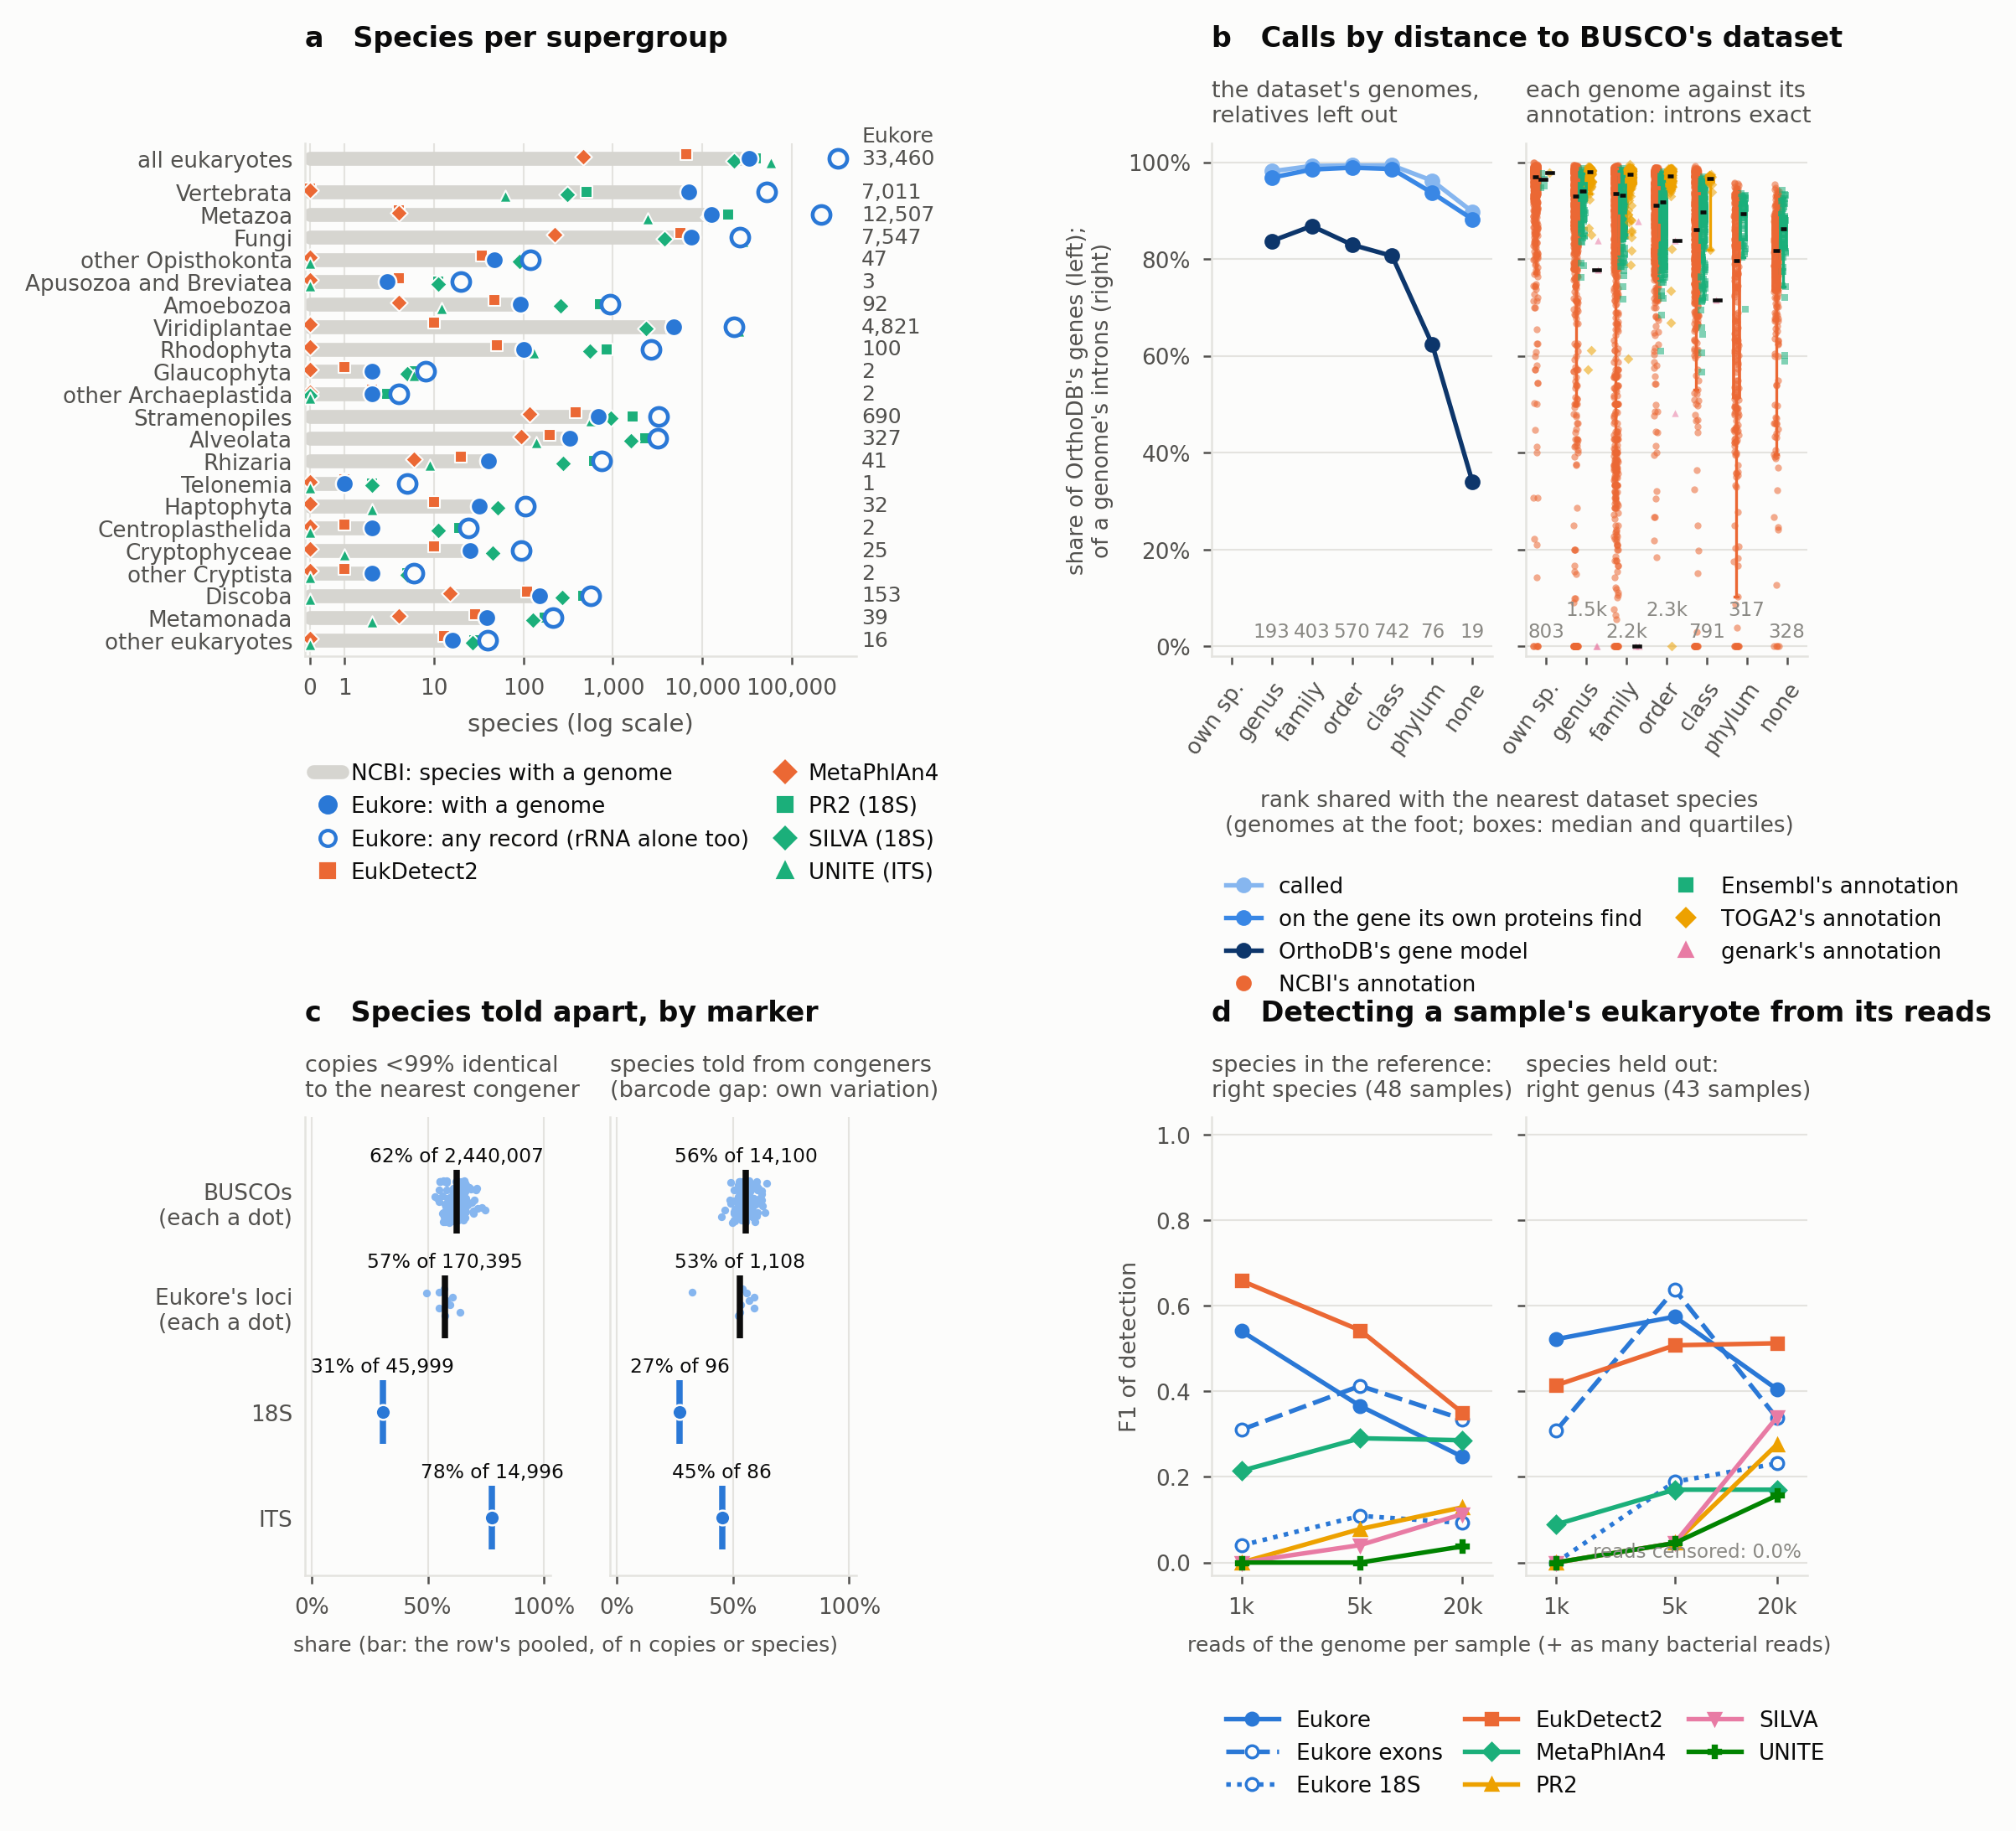 a Species per supergroup
Eukore
all eukaryotes 33,460
Vertebrata 7,011
Metazoa 12,507
Fungi 7,547
other Opisthokonta 47
Apusozoa and Breviatea 3
Amoebozoa 92
Viridiplantae 4,821
Rhodophyta 100
Glaucophyta 2
other Archaeplastida 2
Stramenopiles 690
Alveolata 327
Rhizaria 41
Telonemia 1
Haptophyta 32
Centroplasthelida 2
Cryptophyceae 25
other Cryptista 2
Discoba 153
Metamonada 39
other eukaryotes 16
0 1 10 100 1,000 10,000 100,000
species (log scale)
NCBI: species with a genome
Eukore: with a genome
Eukore: any record (rRNA alone too)
EukDetect2
MetaPhlAn4
PR2 (18S)
SILVA (18S)
UNITE (ITS)
b Calls by distance to BUSCO's dataset
the dataset's genomes,
relatives left out
each genome against its
annotation: introns exact
share of OrthoDB's genes (left);
of a genome's introns (right)
100%
80%
60%
40%
20%
0%
193 403 570 742 76 19
1.5k 2.3k 317
803 2.2k 791 328
own sp. genus family order class phylum none
own sp. genus family order class phylum none
rank shared with the nearest dataset species
(genomes at the foot; boxes: median and quartiles)
called
on the gene its own proteins find
OrthoDB's gene model
NCBI's annotation
Ensembl's annotation
TOGA2's annotation
genark's annotation
c Species told apart, by marker
copies <99% identical
to the nearest congener
species told from congeners
(barcode gap: own variation)
62% of 2,440,007 56% of 14,100
BUSCOs
(each a dot)
57% of 170,395 53% of 1,108
Eukore's loci
(each a dot)
31% of 45,999 27% of 96
18S
78% of 14,996 45% of 86
ITS
0% 50% 100% 0% 50% 100%
share (bar: the row's pooled, of n copies or species)
d Detecting a sample's eukaryote from its reads
species in the reference:
right species (48 samples)
species held out:
right genus (43 samples)
F1 of detection
1.0
0.8
0.6
0.4
0.2
0.0
reads censored: 0.0%
1k 5k 20k 1k 5k 20k
reads of the genome per sample (+ as many bacterial reads)
Eukore
Eukore exons
Eukore 18S
EukDetect2
MetaPhlAn4
PR2
SILVA
UNITE